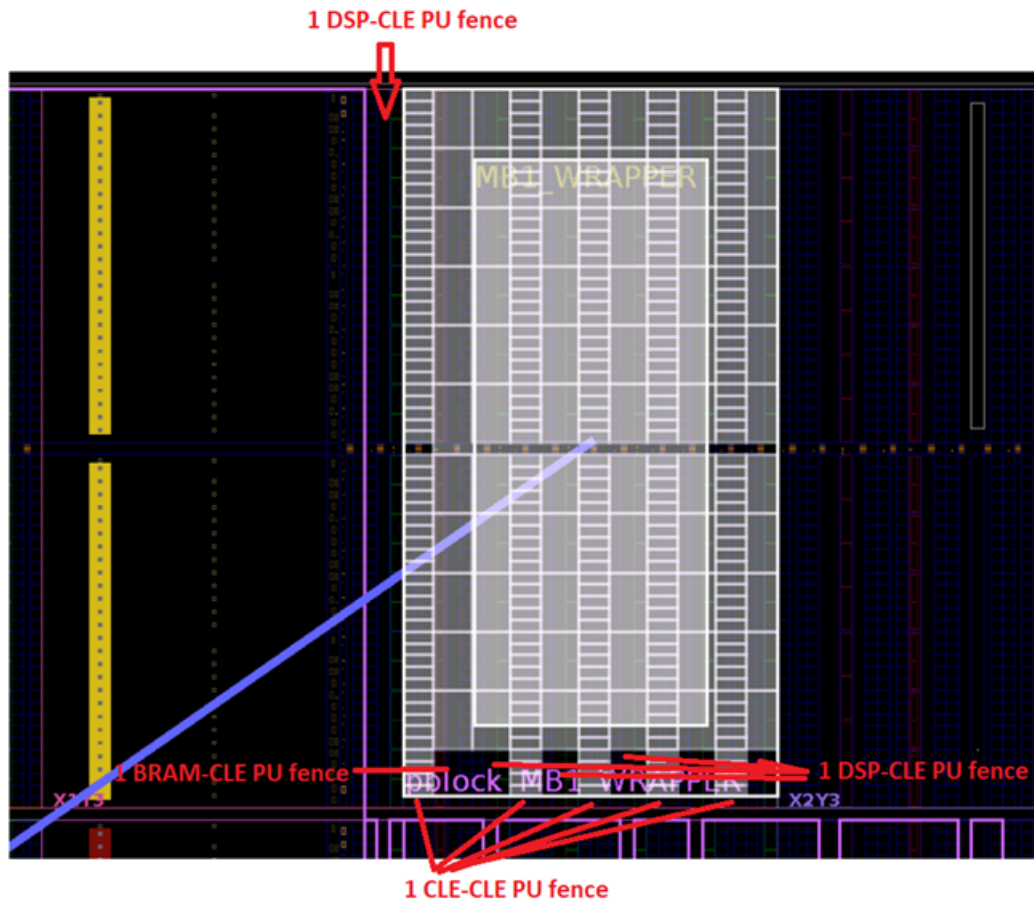 1 DSP-CLE PU fence
MB1_WRAPPER
1 BRAM-CLE PU fence
pblock_MB1_WRAPPER
1 DSP-CLE PU fence
X1Y3
X2Y3
1 CLE-CLE PU fence